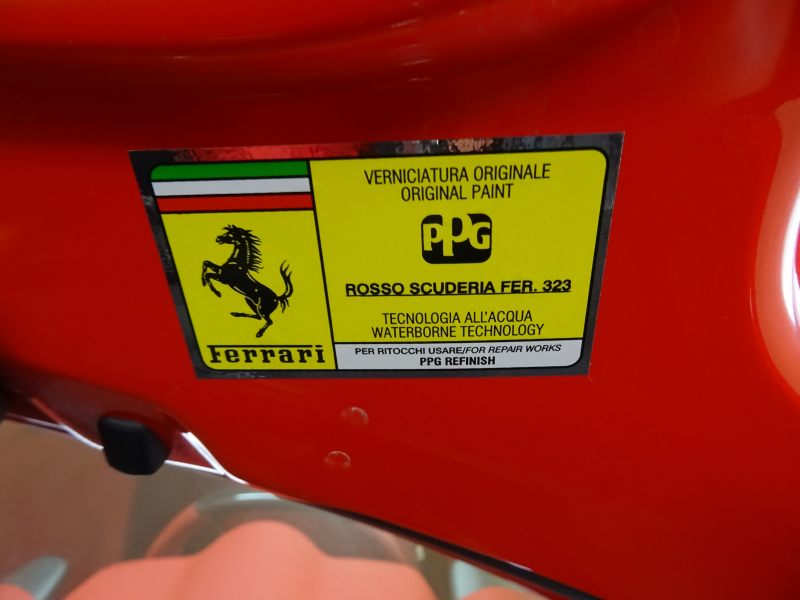 VERNICIATURA ORIGINALE
ORIGINAL PAINT
PPG
ROSSO SCUDERIA FER. 323
TECNOLOGIA ALL'ACQUA
WATERBORNE TECHNOLOGY
Ferrari
PER RITOCCHI USARE/FOR REPAIR WORKS
PPG REFINISH